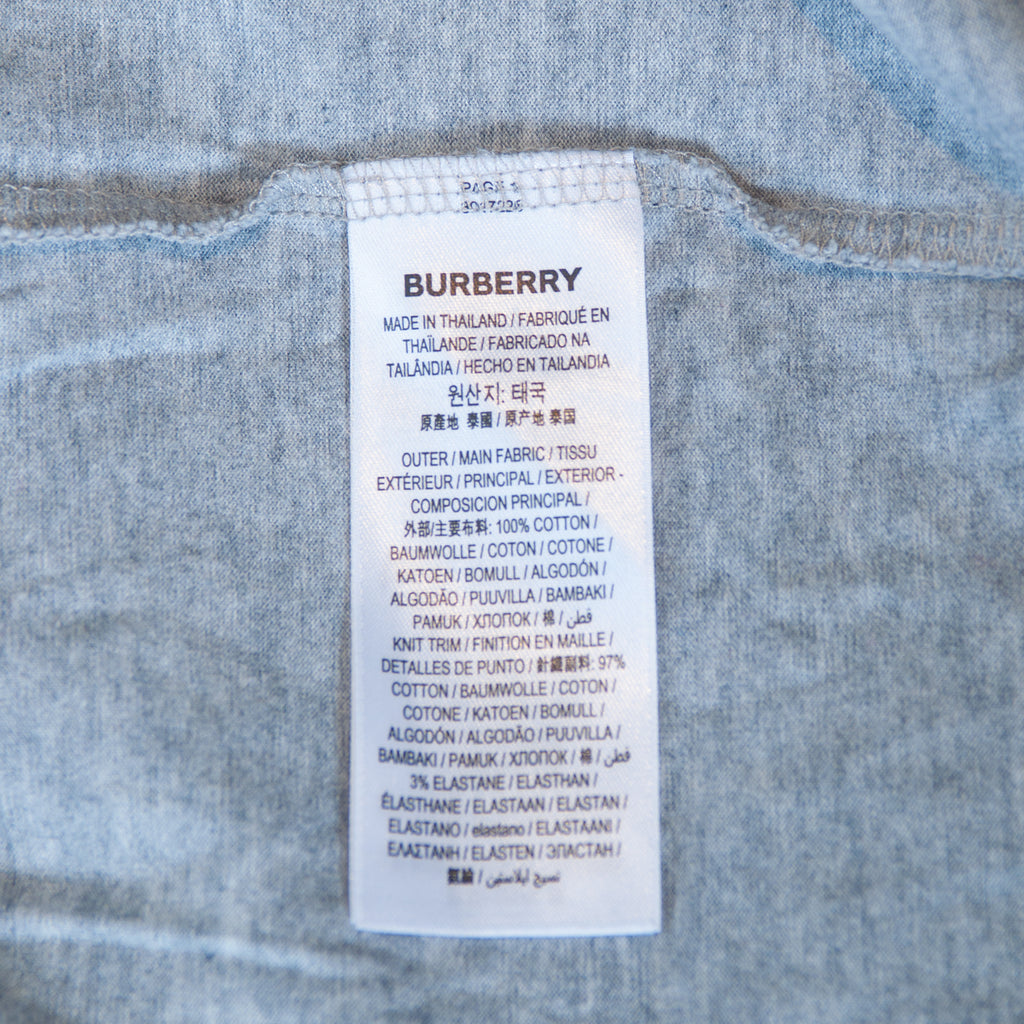 PAGE 1
8017226
BURBERRY
MADE IN THAILAND / FABRIQUÉ EN
THAÏLANDE / FABRICADO NA
TAILÂNDIA / HECHO EN TAILANDIA
원산지: 태국
原產地 泰國 / 原产地 泰国
OUTER / MAIN FABRIC / TISSU
EXTÉRIEUR / PRINCIPAL / EXTERIOR -
COMPOSICION PRINCIPAL /
外部/主要布料: 100% COTTON /
BAUMWOLLE / COTON / COTONE /
KATOEN / BOMULL / ALGODÓN /
ALGODÃO / PUUVILLA / BAMBAKI /
PAMUK / ХЛОПОК / 棉 / قطن
KNIT TRIM / FINITION EN MAILLE /
DETALLES DE PUNTO / 針織副料: 97%
COTTON / BAUMWOLLE / COTON /
COTONE / KATOEN / BOMULL /
ALGODÓN / ALGODÃO / PUUVILLA /
BAMBAKI / PAMUK / ХЛОПОК / 棉 / قطن
3% ELASTANE / ELASTHAN /
ÉLASTHANE / ELASTAAN / ELASTAN /
ELASTANO / elastano / ELASTAANI /
ΕΛΑΣΤΑΝΗ / ELASTEN / ЭЛАСТАН /
氨綸 / نسيج ايلاستين